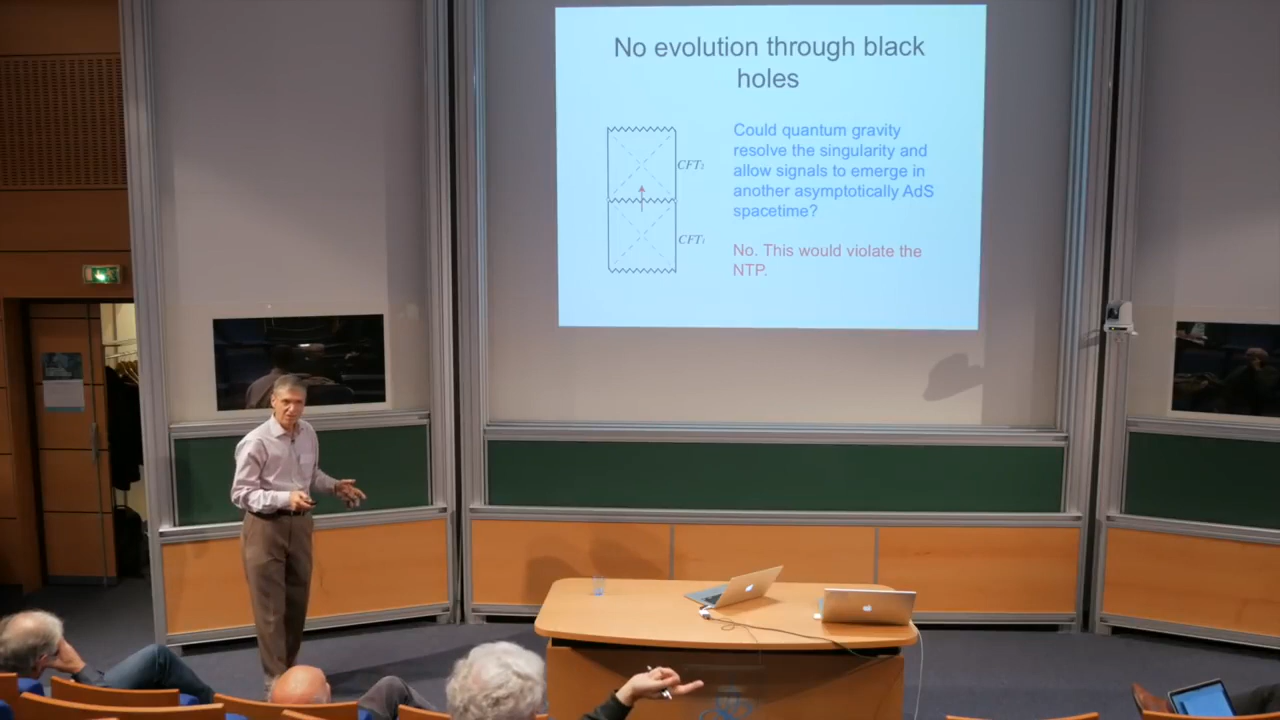 No evolution through black
holes
Could quantum gravity
resolve the singularity and
allow signals to emerge in
another asymptotically AdS
spacetime?
No. This would violate the
NTP.
CFT₂
CFT₁